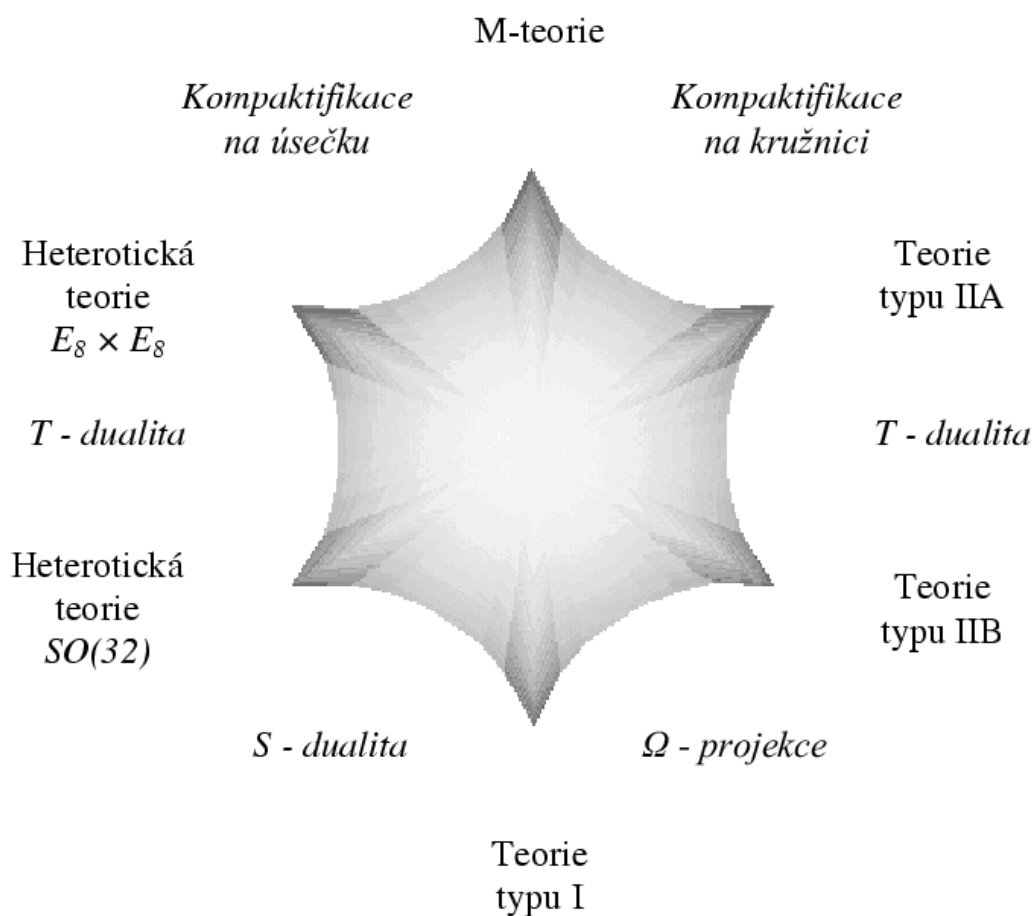 M-teorie
Kompaktifikace
na úsečku
Kompaktifikace
na kružnici
Heterotická
teorie
E₈ × E₈
Teorie
typu IIA
T - dualita
T - dualita
Heterotická
teorie
SO(32)
Teorie
typu IIB
S - dualita
Ω - projekce
Teorie
typu I